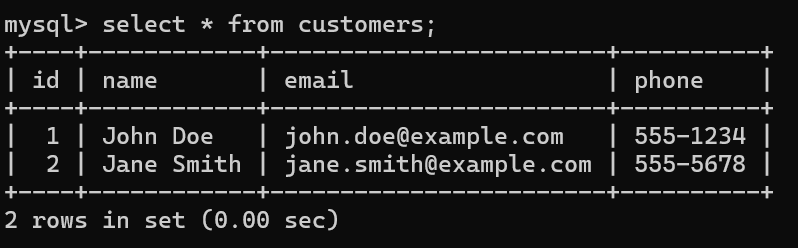 mysql> select * from customers;
+----+------------+------------------------+----------+
| id | name       | email                  | phone    |
+----+------------+------------------------+----------+
|  1 | John Doe   | john.doe@example.com   | 555-1234 |
|  2 | Jane Smith | jane.smith@example.com | 555-5678 |
+----+------------+------------------------+----------+
2 rows in set (0.00 sec)